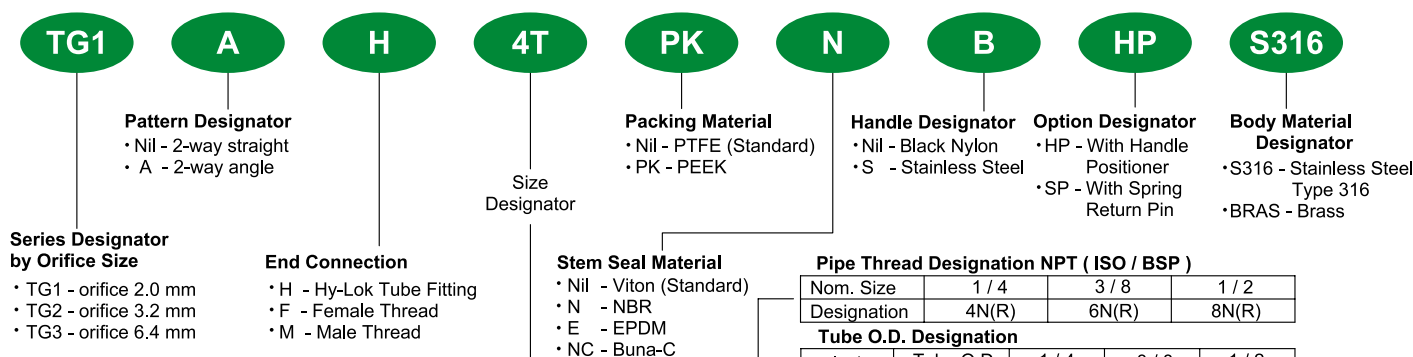 TG1 A H 4T PK N B HP S316
Pattern Designator
• Nil - 2-way straight
• A - 2-way angle
Size
Designator
Packing Material
• Nil - PTFE (Standard)
• PK - PEEK
Handle Designator
• Nil - Black Nylon
• S - Stainless Steel
Option Designator
• HP - With Handle
Positioner
• SP - With Spring
Return Pin
Body Material
Designator
• S316 - Stainless Steel
Type 316
• BRAS - Brass
Series Designator
by Orifice Size
• TG1 - orifice 2.0 mm
• TG2 - orifice 3.2 mm
• TG3 - orifice 6.4 mm
End Connection
• H - Hy-Lok Tube Fitting
• F - Female Thread
• M - Male Thread
Stem Seal Material
• Nil - Viton (Standard)
• N - NBR
• E - EPDM
• NC - Buna-C
Pipe Thread Designation NPT ( ISO / BSP )
Nom. Size 1 / 4 3 / 8 1 / 2
Designation 4N(R) 6N(R) 8N(R)
Tube O.D. Designation
Tube O.D. 1 / 4